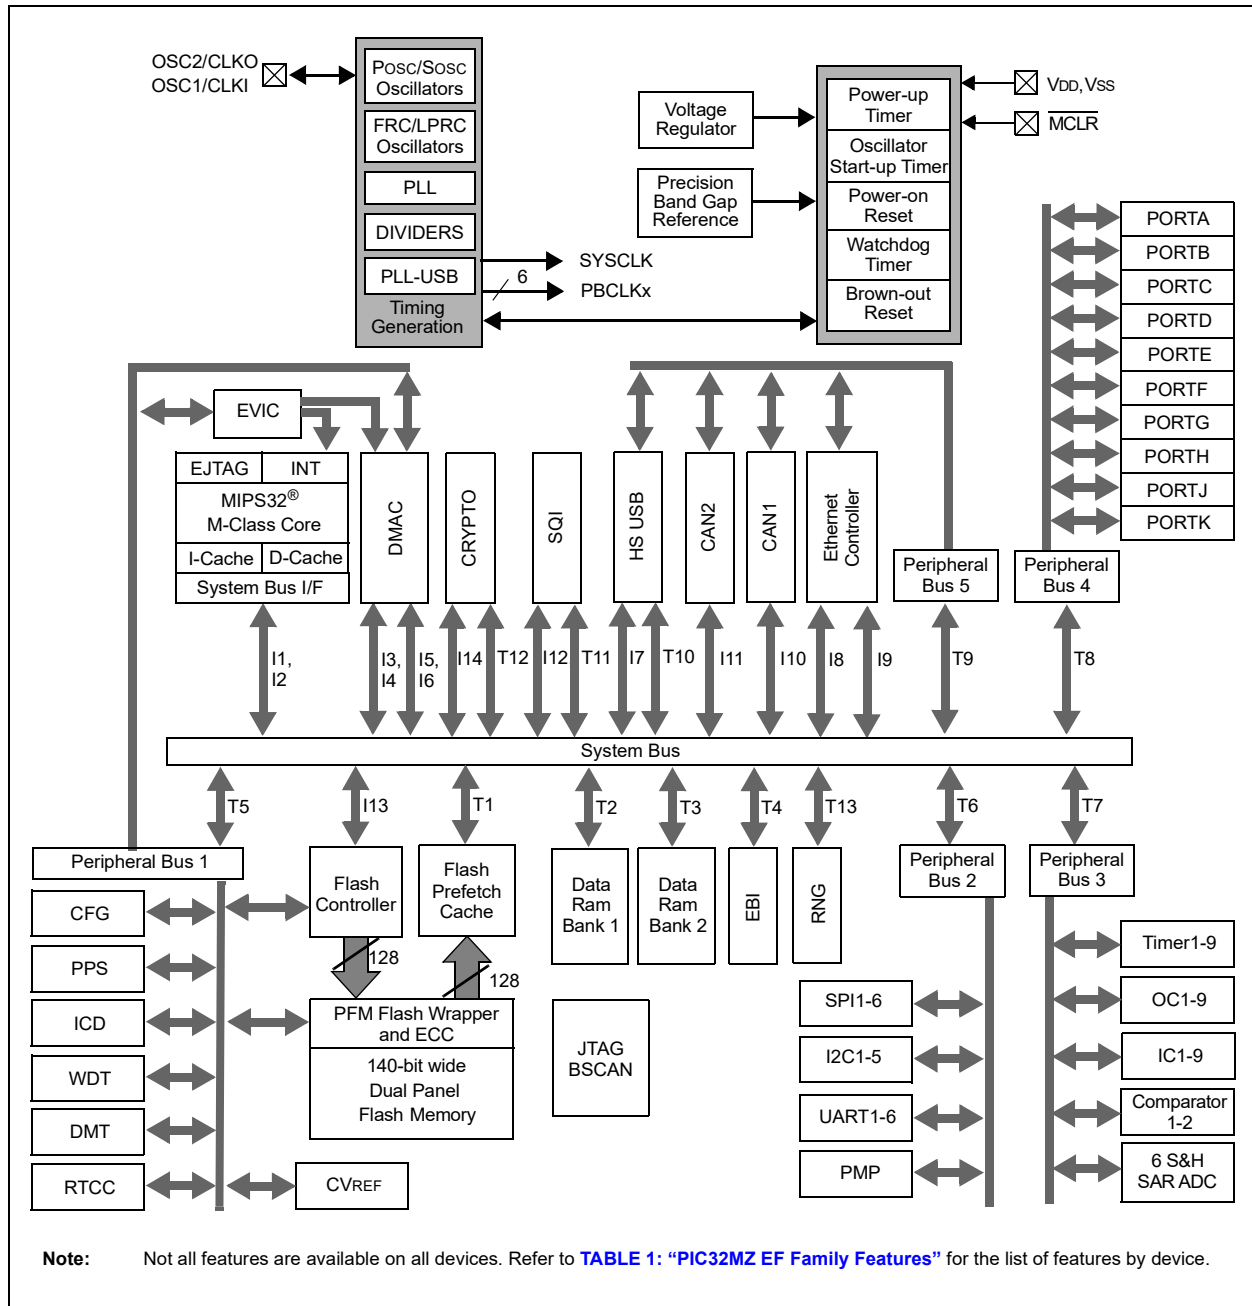 OSC2/CLKO
OSC1/CLKI
POSC/SOSC
Oscillators
FRC/LPRC
Oscillators
PLL
DIVIDERS
PLL-USB
Timing
Generation
6
SYSCLK
PBCLKx
Voltage
Regulator
Precision
Band Gap
Reference
Power-up
Timer
Oscillator
Start-up Timer
Power-on
Reset
Watchdog
Timer
Brown-out
Reset
VDD, VSS
MCLR
PORTA
PORTB
PORTC
PORTD
PORTE
PORTF
PORTG
PORTH
PORTJ
PORTK
EVIC
EJTAG
INT
MIPS32®
M-Class Core
I-Cache
D-Cache
System Bus I/F
DMAC
CRYPTO
SQI
HS USB
CAN2
CAN1
Ethernet
Controller
Peripheral
Bus 5
Peripheral
Bus 4
I1,
I2
I3,
I4
I5,
I6
I14
T12
I12
T11
I7
T10
I11
I10
I8
I9
T9
T8
System Bus
T5
I13
T1
T2
T3
T4
T13
T6
T7
Peripheral Bus 1
Flash
Controller
Flash
Prefetch
Cache
Data
Ram
Bank 1
Data
Ram
Bank 2
EBI
RNG
Peripheral
Bus 2
Peripheral
Bus 3
CFG
PPS
ICD
WDT
DMT
RTCC
128
128
PFM Flash Wrapper
and ECC
140-bit wide
Dual Panel
Flash Memory
CVREF
JTAG
BSCAN
SPI1-6
I2C1-5
UART1-6
PMP
Timer1-9
OC1-9
IC1-9
Comparator
1-2
6 S&H
SAR ADC
Note: Not all features are available on all devices. Refer to TABLE 1: “PIC32MZ EF Family Features” for the list of features by device.